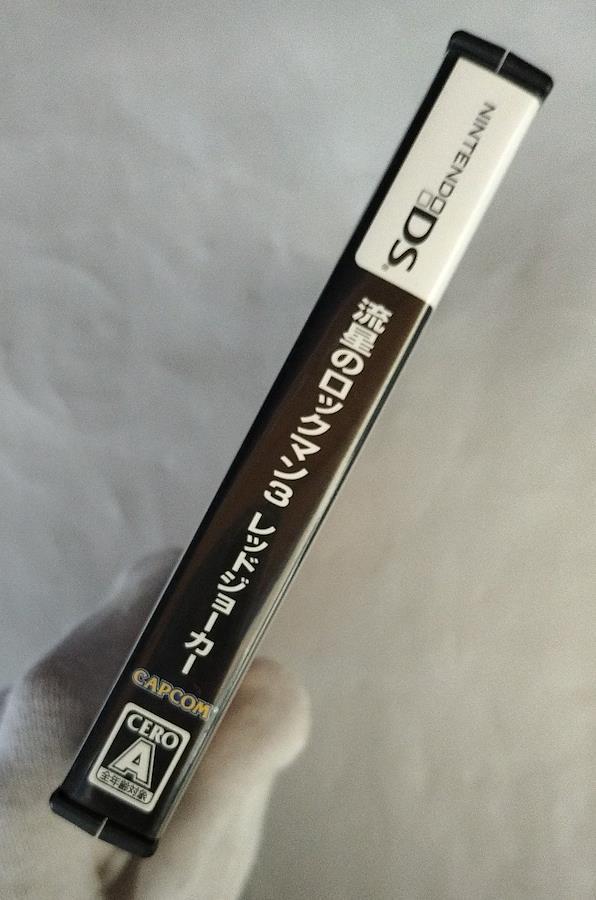 NINTENDO DS®
流星のロックマン3 レッドジョーカー
CAPCOM
CERO
A
全年齢対象